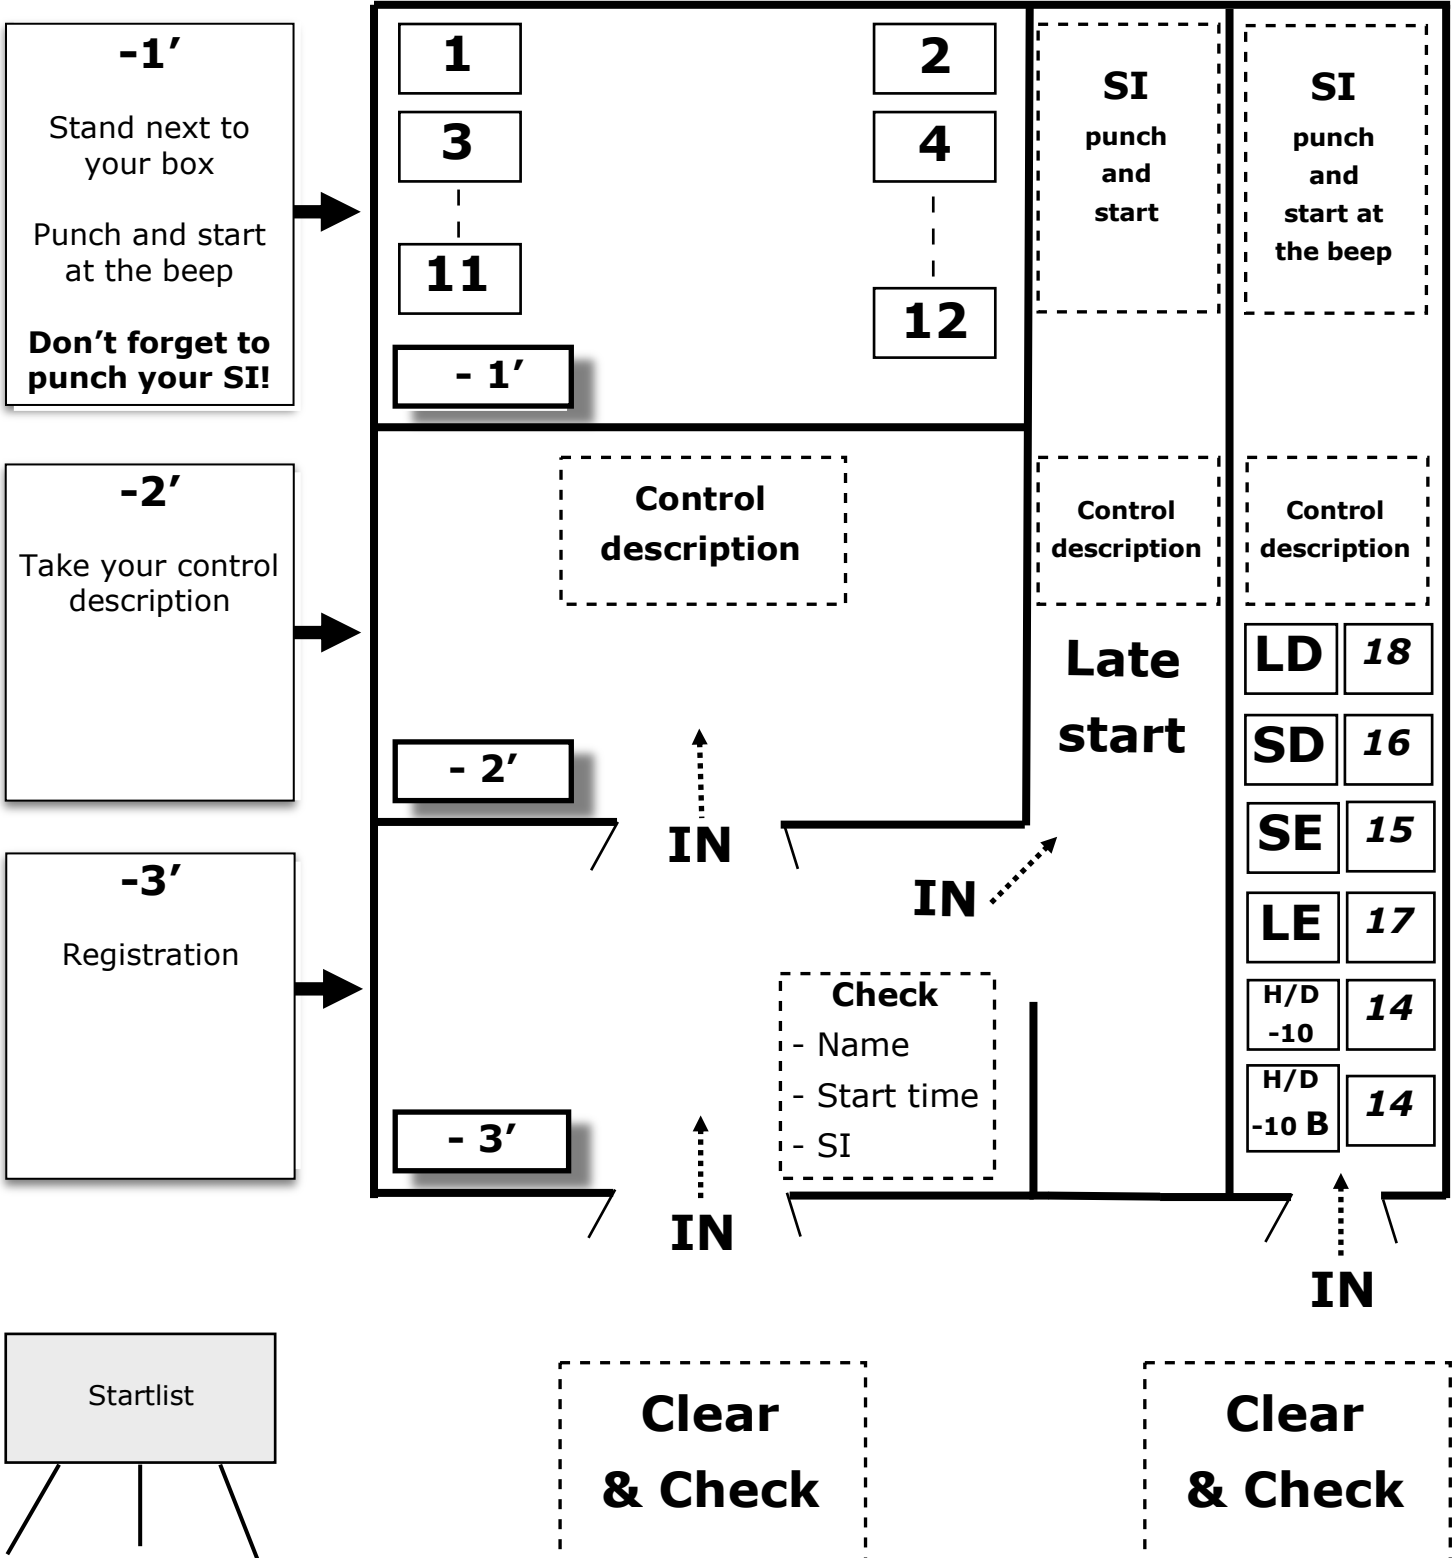 -1′
Stand next to
your box
Punch and start
at the beep
Don’t forget to
punch your SI!
-2′
Take your control
description
-3′
Registration
Startlist
1
2
3
4
11
12
- 1′
Control
description
- 2′
IN
IN
Check
- Name
- Start time
- SI
- 3′
IN
Clear
& Check
SI
punch
and
start
Control
description
Late
start
SI
punch
and
start at
the beep
Control
description
LD 18
SD 16
SE 15
LE 17
H/D
-10
14
H/D
-10 B
14
IN
Clear
& Check